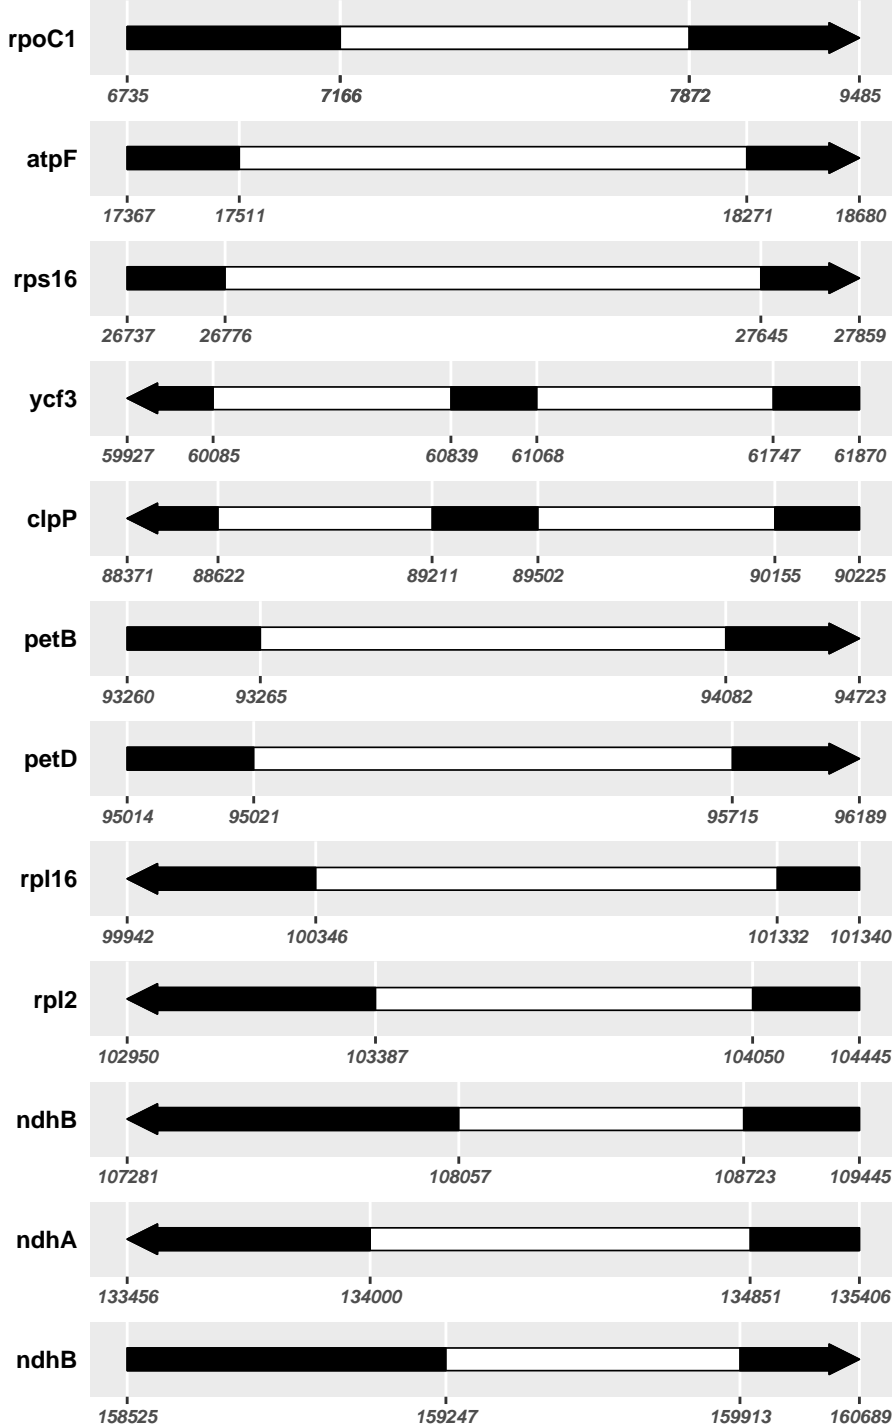 rpoC1
6735 7166 7872 9485
atpF
17367 17511 18271 18680
rps16
26737 26776 27645 27859
ycf3
59927 60085 60839 61068 61747 61870
clpP
88371 88622 89211 89502 90155 90225
petB
93260 93265 94082 94723
petD
95014 95021 95715 96189
rpl16
99942 100346 101332 101340
rpl2
102950 103387 104050 104445
ndhB
107281 108057 108723 109445
ndhA
133456 134000 134851 135406
ndhB
158525 159247 159913 160689